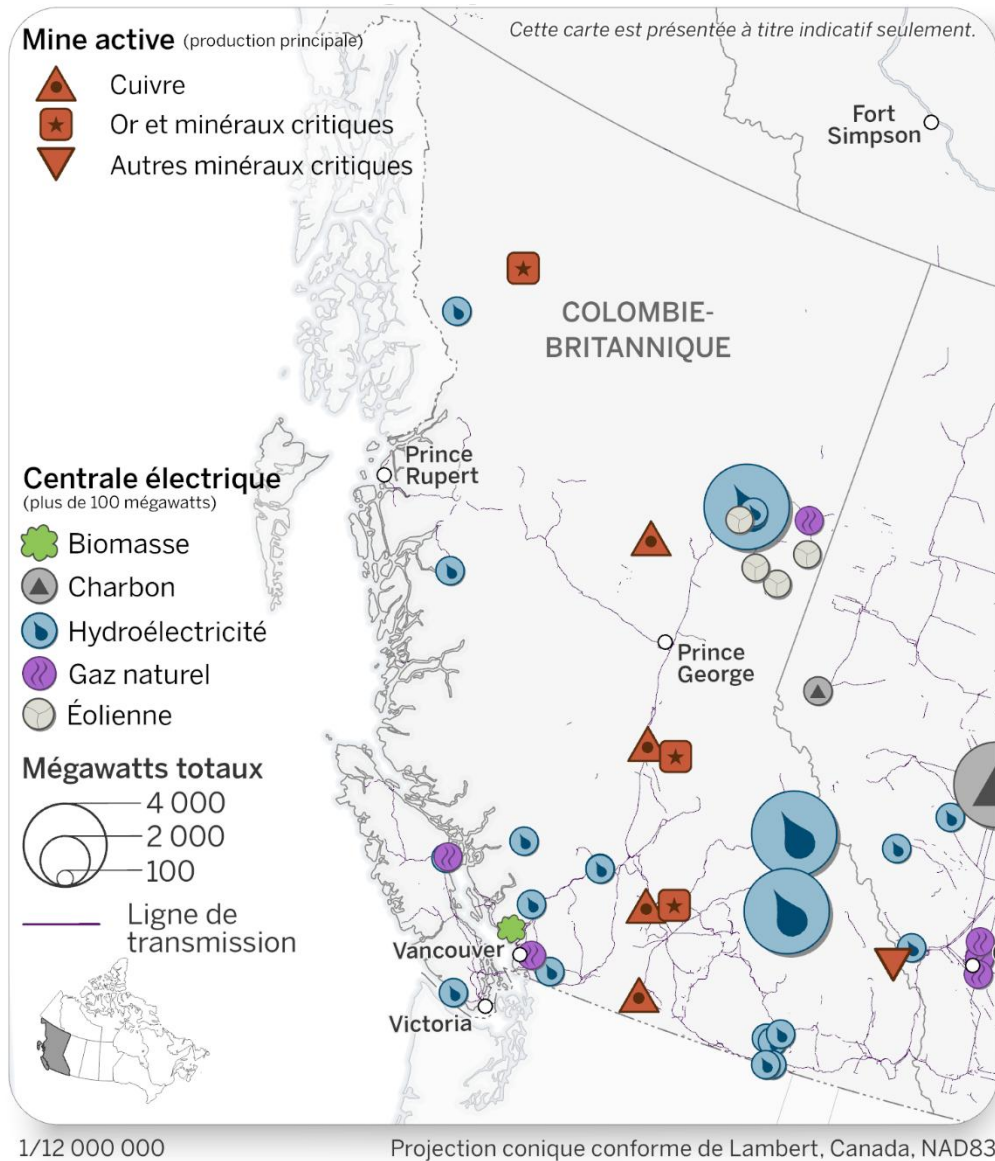 Mine active (production principale)
Cuivre
Or et minéraux critiques
Autres minéraux critiques
Cette carte est présentée à titre indicatif seulement.
Fort
Simpson
COLOMBIE-
BRITANNIQUE
Prince
Rupert
Centrale électrique
(plus de 100 mégawatts)
Biomasse
Charbon
Hydroélectricité
Gaz naturel
Éolienne
Prince
George
Mégawatts totaux
4 000
2 000
100
Ligne de
transmission
Vancouver
Victoria
1/12 000 000
Projection conique conforme de Lambert, Canada, NAD83